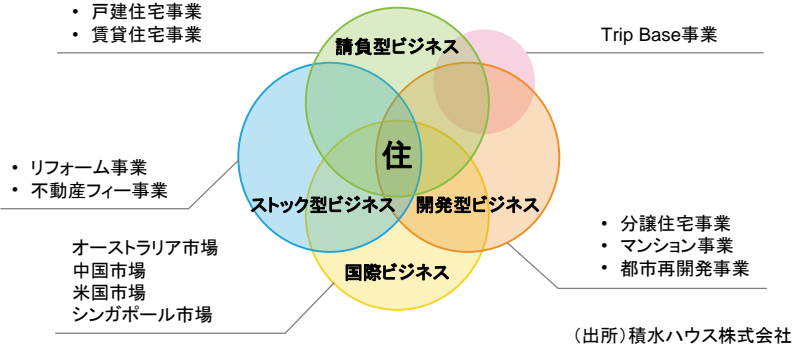 • 戸建住宅事業
• 賃貸住宅事業
請負型ビジネス
Trip Base事業
住
• リフォーム事業
• 不動産フィー事業
ストック型ビジネス
開発型ビジネス
• 分譲住宅事業
• マンション事業
• 都市再開発事業
オーストラリア市場
中国市場
米国市場
シンガポール市場
国際ビジネス
（出所）積水ハウス株式会社